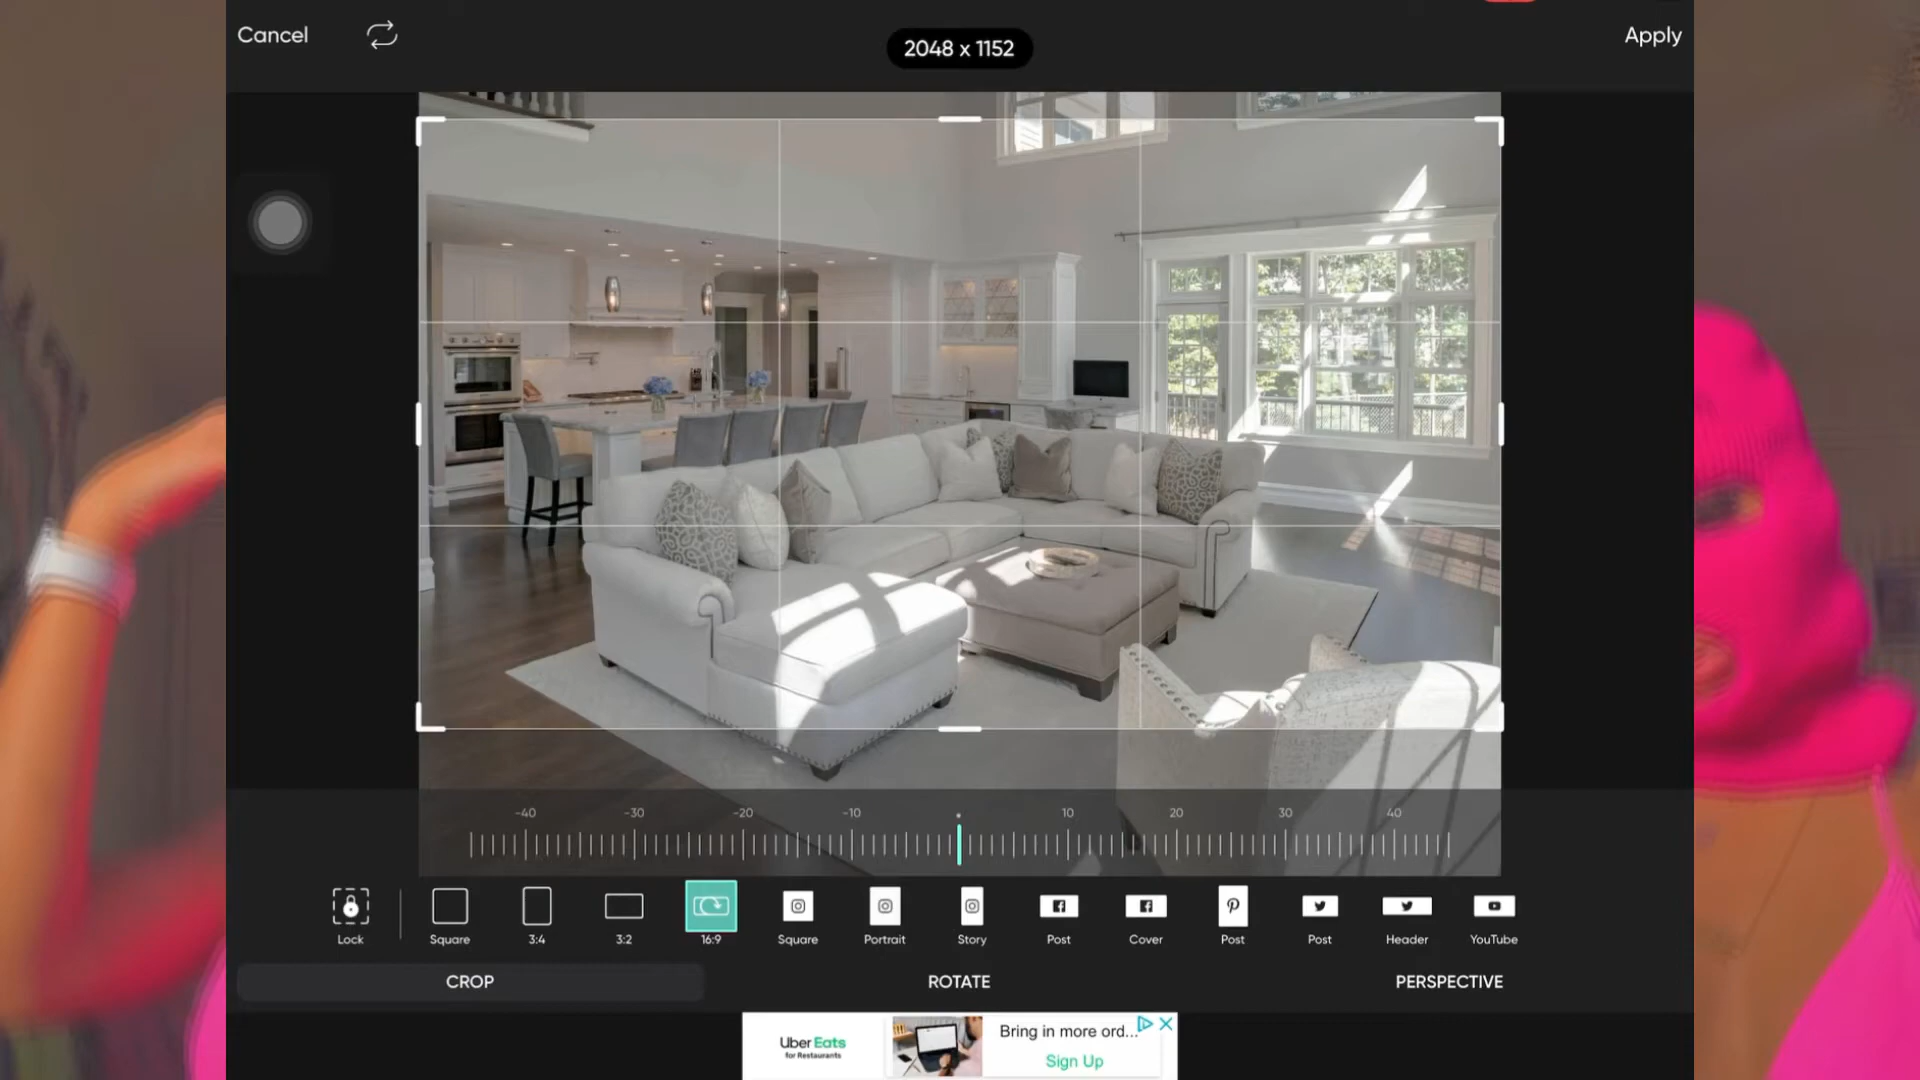 Cancel
2048 x 1152
Apply
-40 -30 -20 -10 10 20 30 40
Lock Square 3:4 3:2 16:9 Square Portrait Story Post Cover Post Post Header YouTube
CROP ROTATE PERSPECTIVE
Uber Eats
for Restaurants
Bring in more ord...
Sign Up